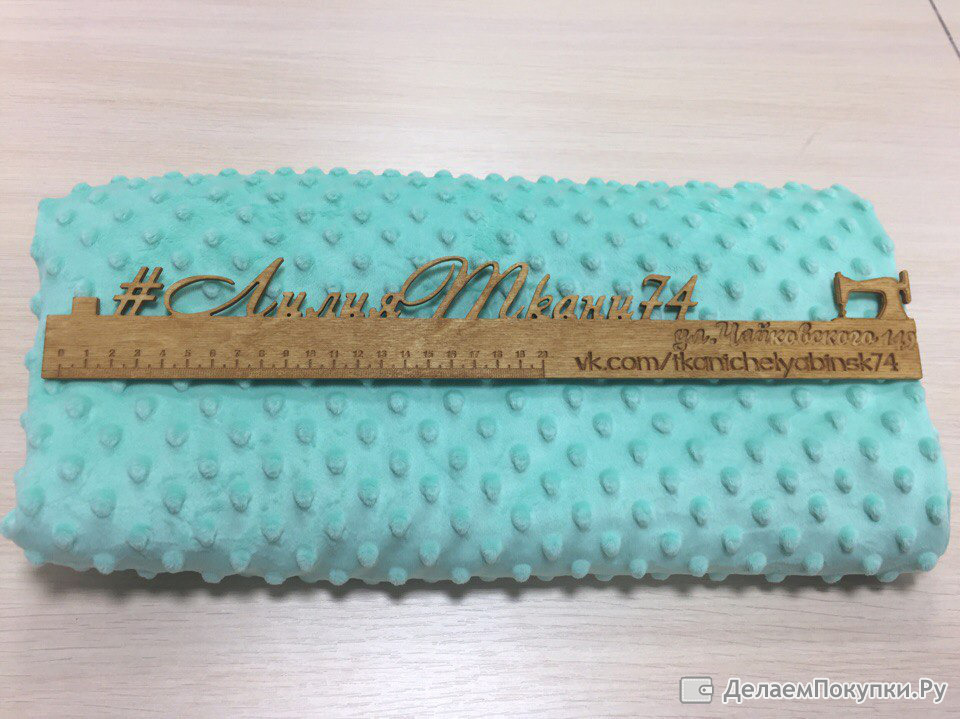 #ЛилияТкани74
ул.Чайковского 119
0 1 2 3 4 5 6 7 8 9 10 11 12 13 14 15 16 17 18 19 20
vk.com/tkanichelyabinsk74
ДелаемПокупки.Ру